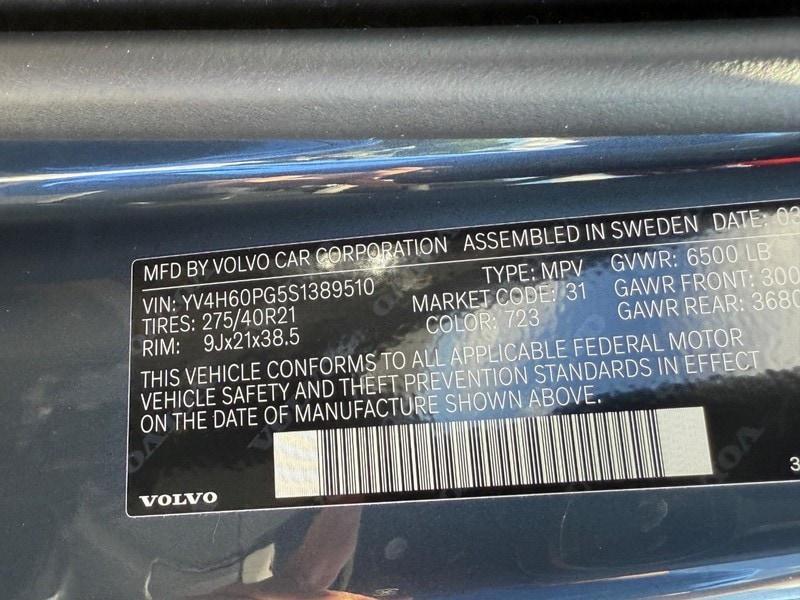 MFD BY VOLVO CAR CORPORATION ASSEMBLED IN SWEDEN DATE: 03
VIN: YV4H60PG5S1389510 TYPE: MPV GVWR: 6500 LB
TIRES: 275/40R21 MARKET CODE: 31 GAWR FRONT: 300
RIM: 9Jx21x38.5 COLOR: 723 GAWR REAR: 3680
THIS VEHICLE CONFORMS TO ALL APPLICABLE FEDERAL MOTOR
VEHICLE SAFETY AND THEFT PREVENTION STANDARDS IN EFFECT
ON THE DATE OF MANUFACTURE SHOWN ABOVE.
VOLVO
3